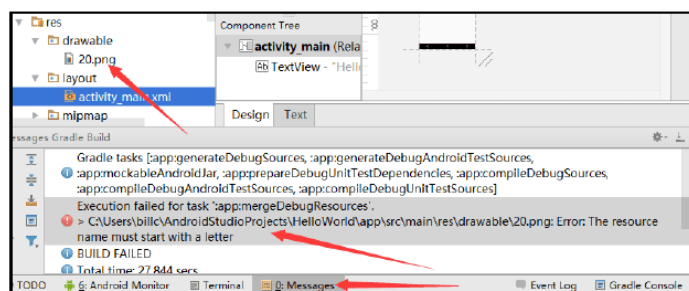 res
drawable
20.png
layout
activity_main.xml
mipmap
Component Tree
activity_main (Rela
Ab TextView - "Hello
8
Design Text
essages Gradle Build
Gradle tasks [:app:generateDebugSources, :app:generateDebugAndroidTestSources,
:app:mockableAndroidJar, :app:prepareDebugUnitTestDependencies, :app:compileDebugSources,
:app:compileDebugAndroidTestSources, :app:compileDebugUnitTestSources]
Execution failed for task ':app:mergeDebugResources'.
> C:\Users\billc\AndroidStudioProjects\HelloWorld\app\src\main\res\drawable\20.png: Error: The resource
name must start with a letter
BUILD FAILED
Total time: 27.844 secs
TODO 6: Android Monitor Terminal 0: Messages Event Log Gradle Console